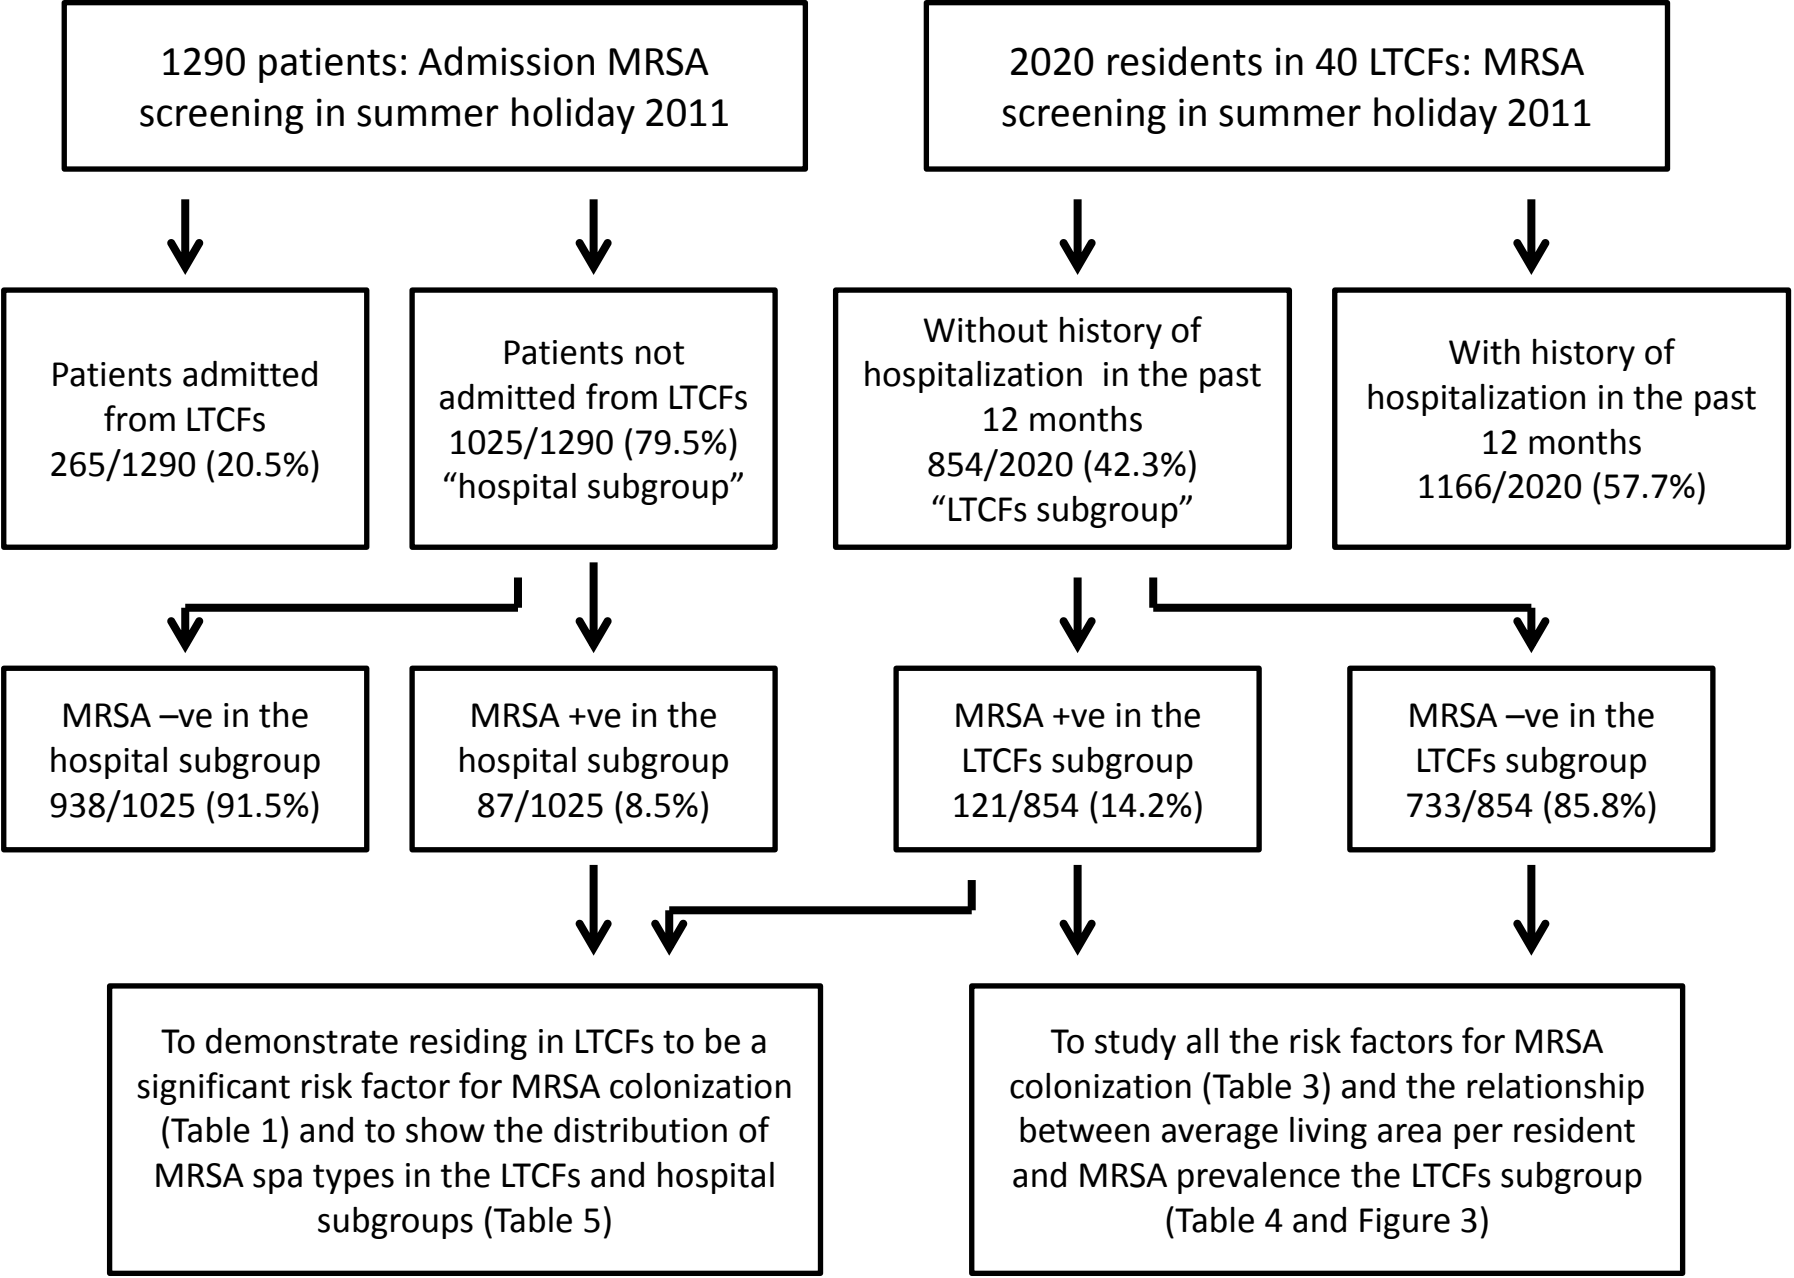 1290 patients: Admission MRSA
screening in summer holiday 2011
2020 residents in 40 LTCFs: MRSA
screening in summer holiday 2011
Patients admitted
from LTCFs
265/1290 (20.5%)
Patients not
admitted from LTCFs
1025/1290 (79.5%)
“hospital subgroup”
Without history of
hospitalization  in the past
12 months
854/2020 (42.3%)
“LTCFs subgroup”
With history of
hospitalization in the past
12 months
1166/2020 (57.7%)
MRSA –ve in the
hospital subgroup
938/1025 (91.5%)
MRSA +ve in the
hospital subgroup
87/1025 (8.5%)
MRSA +ve in the
LTCFs subgroup
121/854 (14.2%)
MRSA –ve in the
LTCFs subgroup
733/854 (85.8%)
To demonstrate residing in LTCFs to be a
significant risk factor for MRSA colonization
(Table 1) and to show the distribution of
MRSA spa types in the LTCFs and hospital
subgroups (Table 5)
To study all the risk factors for MRSA
colonization (Table 3) and the relationship
between average living area per resident
and MRSA prevalence the LTCFs subgroup
(Table 4 and Figure 3)